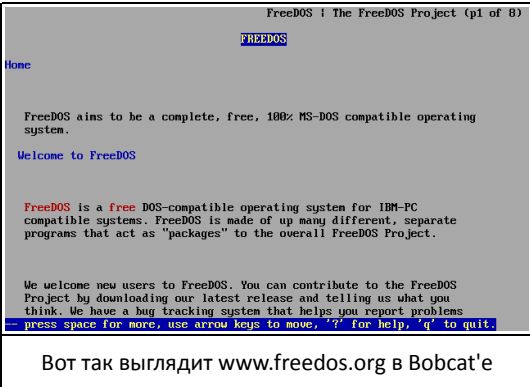 FreeDOS | The FreeDOS Project (p1 of 8)
FREEDOS
Home
FreeDOS aims to be a complete, free, 100% MS-DOS compatible operating
system.
Welcome to FreeDOS
FreeDOS is a free DOS-compatible operating system for IBM-PC
compatible systems. FreeDOS is made of up many different, separate
programs that act as "packages" to the overall FreeDOS Project.
We welcome new users to FreeDOS. You can contribute to the FreeDOS
Project by downloading our latest release and telling us what you
think. We have a bug tracking system that helps you report problems
-- press space for more, use arrow keys to move, '?' for help, 'q' to quit.
Вот так выглядит www.freedos.org в Bobcat'е